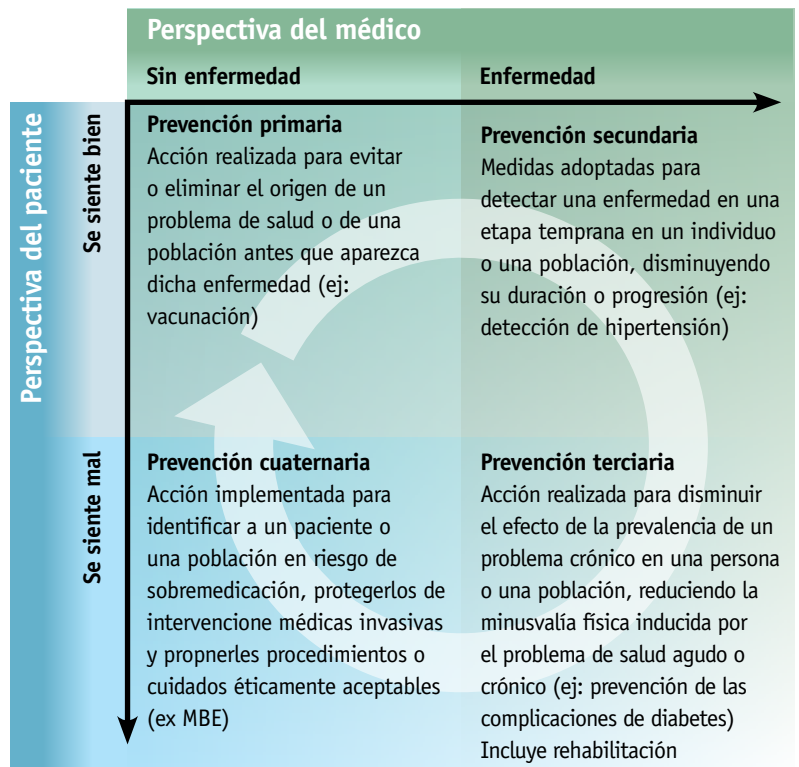 Perspectiva del médico
Sin enfermedad
Enfermedad
Perspectiva del paciente
Se siente bien
Prevención primaria
Acción realizada para evitar
o eliminar el origen de un
problema de salud o de una
población antes que aparezca
dicha enfermedad (ej:
vacunación)
Prevención secundaria
Medidas adoptadas para
detectar una enfermedad en una
etapa temprana en un individuo
o una población, disminuyendo
su duración o progresión (ej:
detección de hipertensión)
Se siente mal
Prevención cuaternaria
Acción implementada para
identificar a un paciente o
una población en riesgo de
sobremedicación, protegerlos de
intervencione médicas invasivas
y propnerles procedimientos o
cuidados éticamente aceptables
(ex MBE)
Prevención terciaria
Acción realizada para disminuir
el efecto de la prevalencia de un
problema crónico en una persona
o una población, reduciendo la
minusvalía física inducida por
el problema de salud agudo o
crónico (ej: prevención de las
complicaciones de diabetes)
Incluye rehabilitación